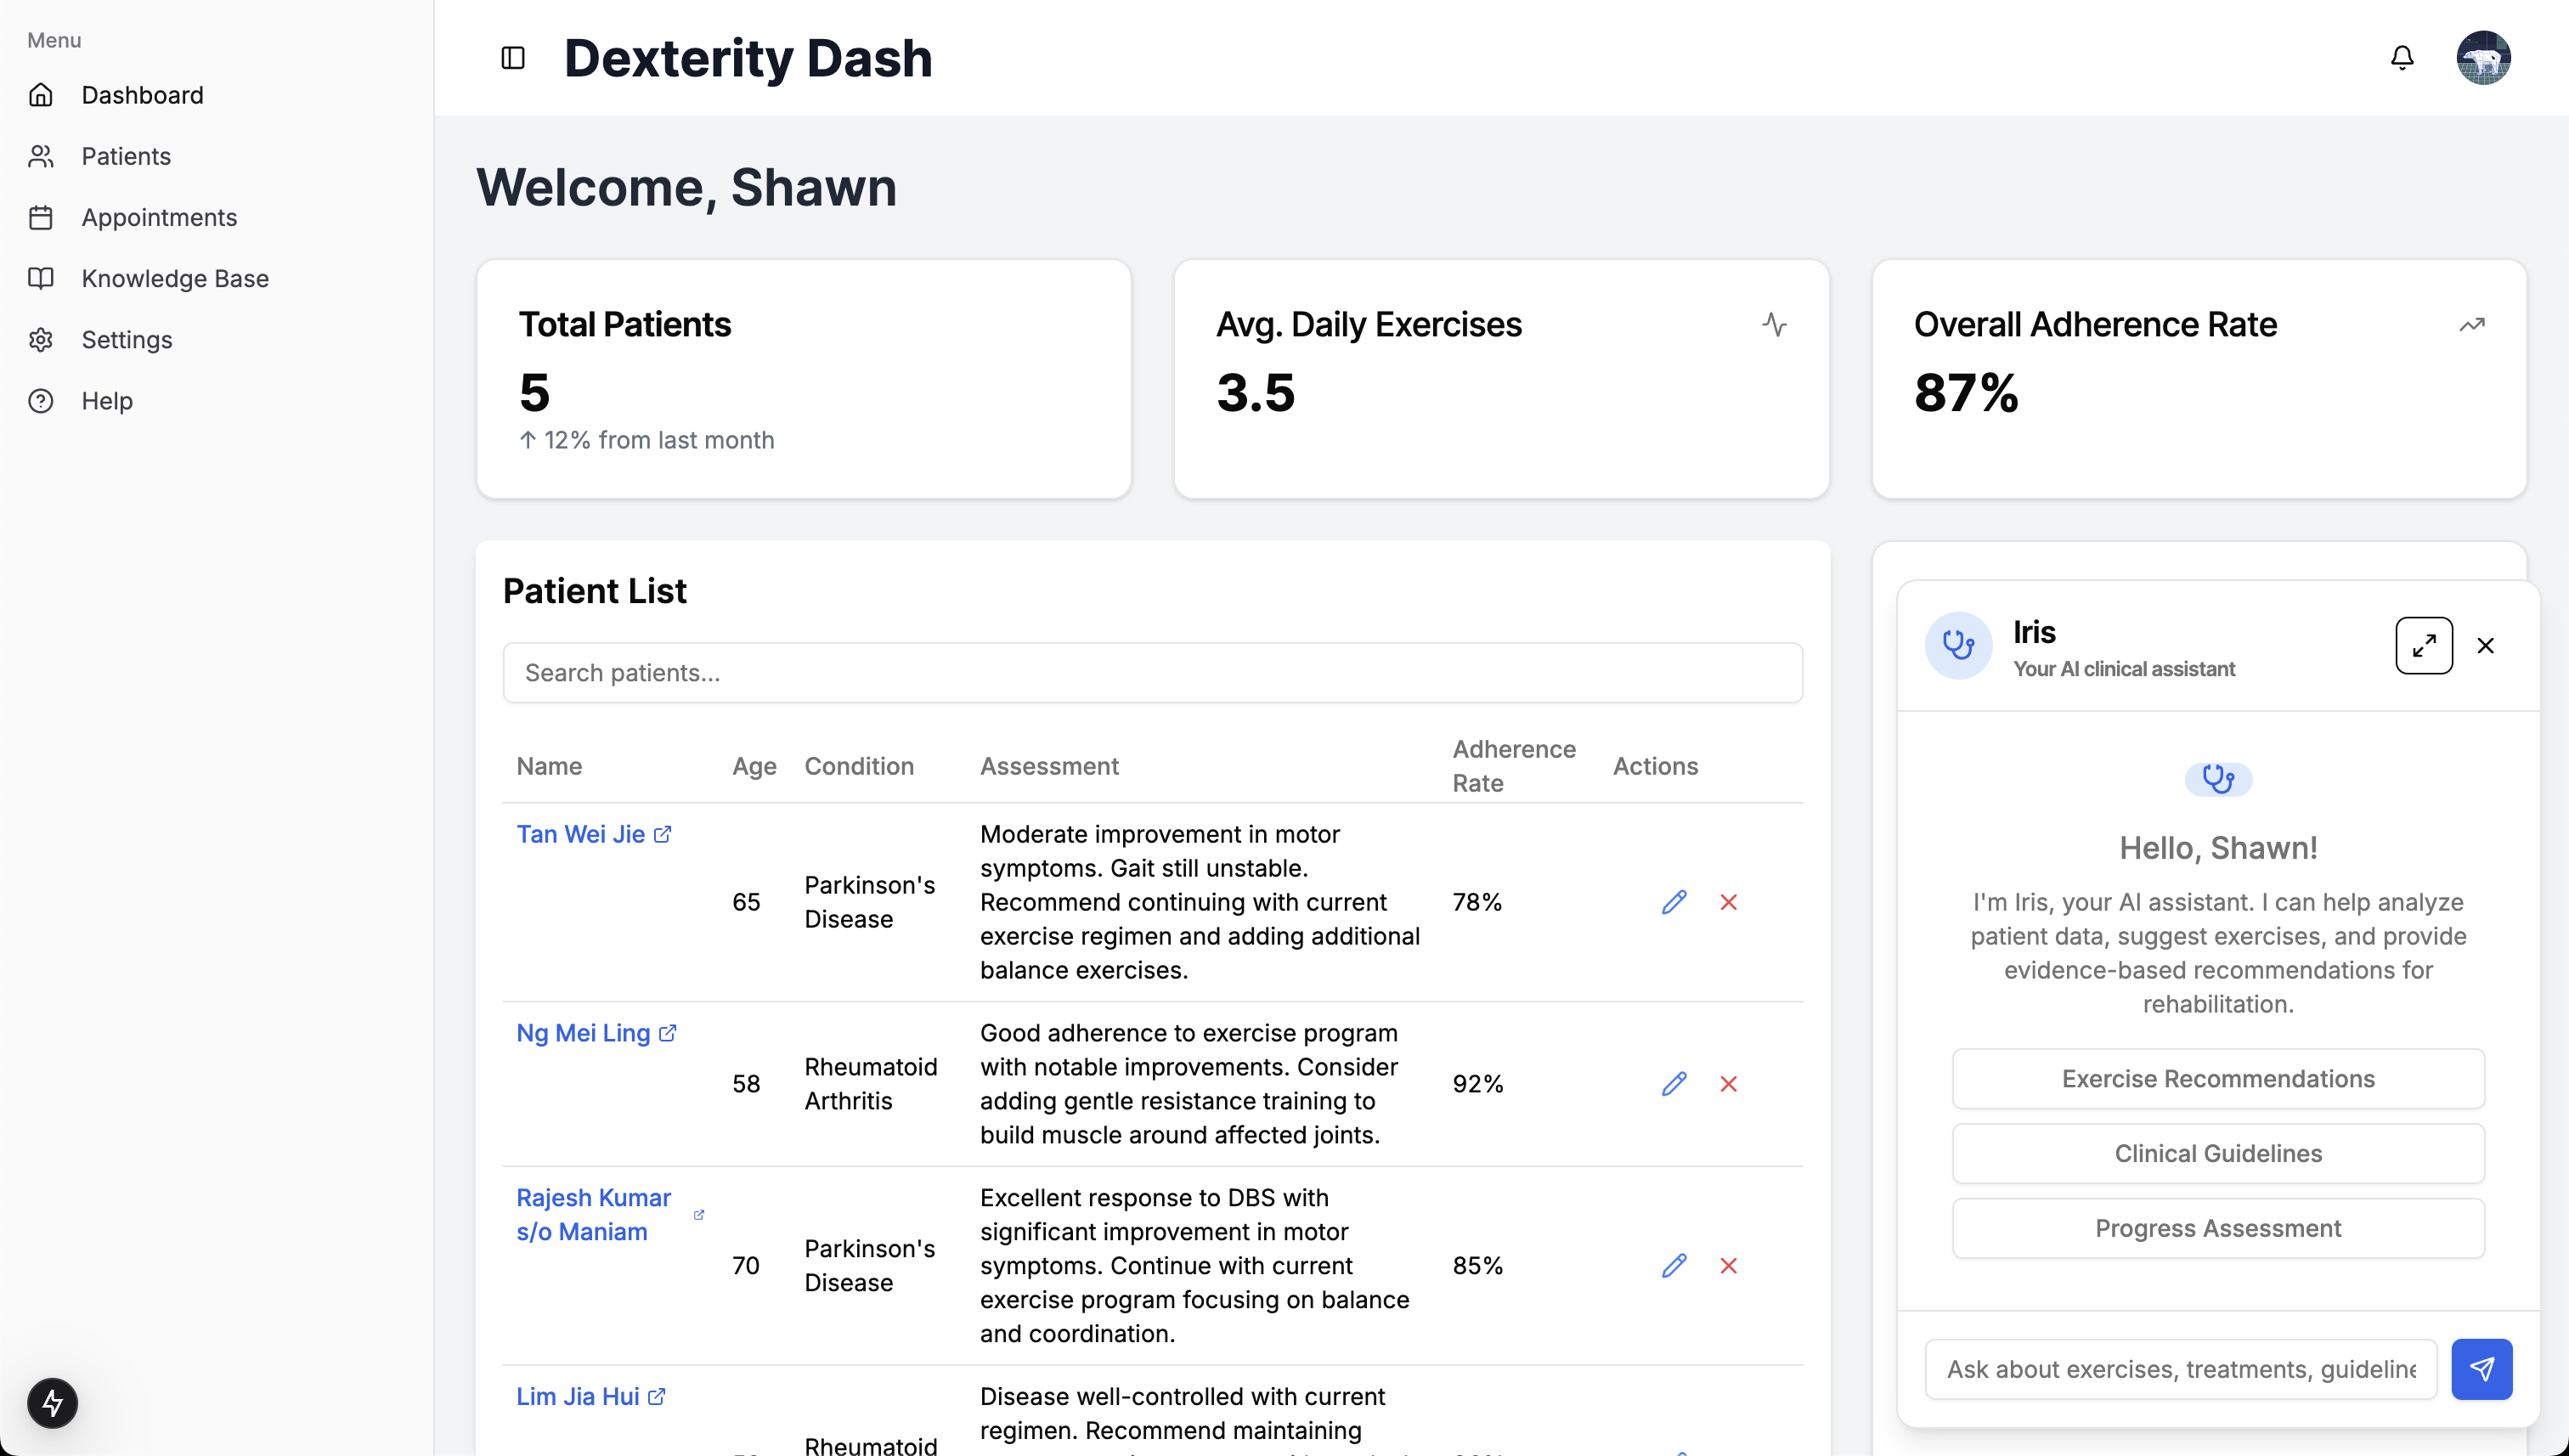 Menu
Dashboard
Patients
Appointments
Knowledge Base
Settings
Help
Dexterity Dash
Welcome, Shawn
Total Patients
5
↑ 12% from last month
Avg. Daily Exercises
3.5
Overall Adherence Rate
87%
Patient List
Search patients...
Name Age Condition Assessment Adherence
Rate Actions
Tan Wei Jie
65
Parkinson's
Disease
Moderate improvement in motor
symptoms. Gait still unstable.
Recommend continuing with current
exercise regimen and adding additional
balance exercises.
78%
Ng Mei Ling
58
Rheumatoid
Arthritis
Good adherence to exercise program
with notable improvements. Consider
adding gentle resistance training to
build muscle around affected joints.
92%
Rajesh Kumar
s/o Maniam
70
Parkinson's
Disease
Excellent response to DBS with
significant improvement in motor
symptoms. Continue with current
exercise program focusing on balance
and coordination.
85%
Lim Jia Hui
Rheumatoid
Disease well-controlled with current
regimen. Recommend maintaining
Iris
Your AI clinical assistant
Hello, Shawn!
I'm Iris, your AI assistant. I can help analyze
patient data, suggest exercises, and provide
evidence-based recommendations for
rehabilitation.
Exercise Recommendations
Clinical Guidelines
Progress Assessment
Ask about exercises, treatments, guideline